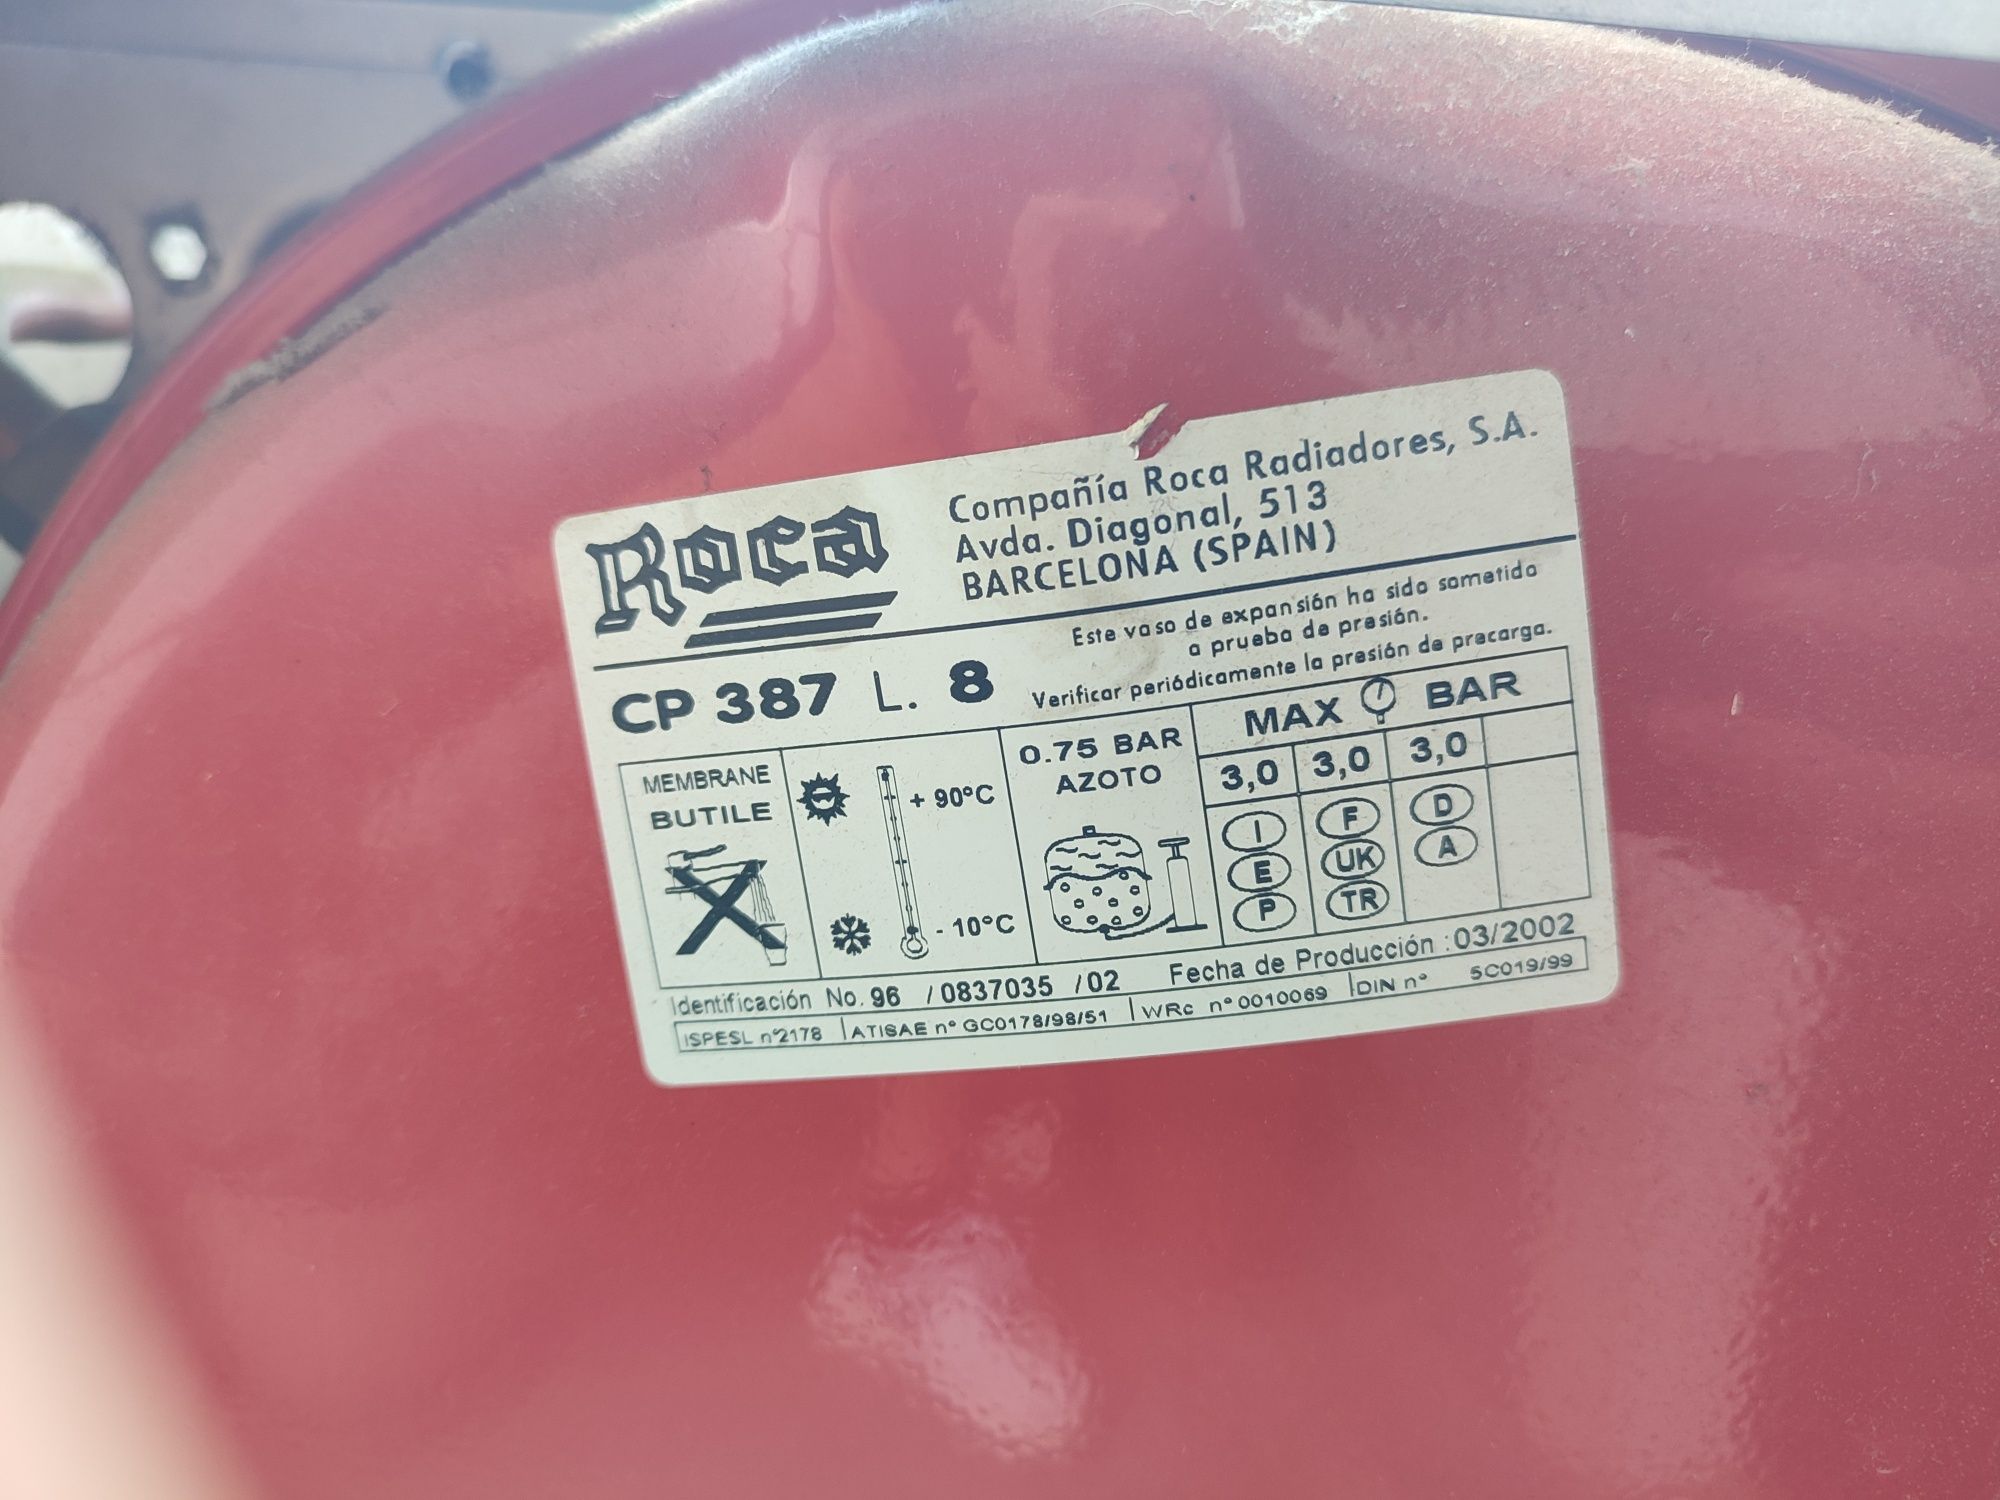 Roca
Compañía Roca Radiadores, S.A.
Avda. Diagonal, 513
BARCELONA (SPAIN)
Este vaso de expansión ha sido sometido
a prueba de presión.
Verificar periódicamente la presión de precarga.
CP 387 L. 8
MEMBRANE
BUTILE
+ 90°C
- 10°C
0.75 BAR
AZOTO
MAX BAR
3,0 3,0 3,0
I F D
E UK A
P TR
Identificación No. 96 /0837035 /02 Fecha de Producción :03/2002
ISPESL n°2178 ATISAE n° GC0178/98/51 WRc n° 0010069 DIN n° 5C019/99